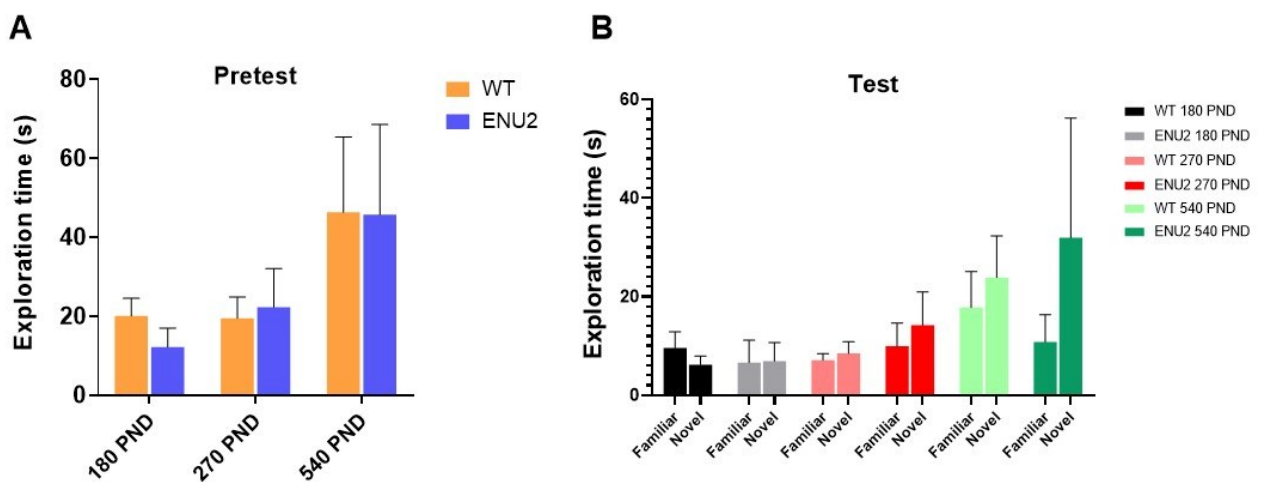 A
Pretest
Exploration time (s)
80
60
40
20
0
180 PND
270 PND
540 PND
WT
ENU2
B
Test
Exploration time (s)
60
40
20
0
Familiar
Novel
Familiar
Novel
Familiar
Novel
Familiar
Novel
Familiar
Novel
Familiar
Novel
WT 180 PND
ENU2 180 PND
WT 270 PND
ENU2 270 PND
WT 540 PND
ENU2 540 PND